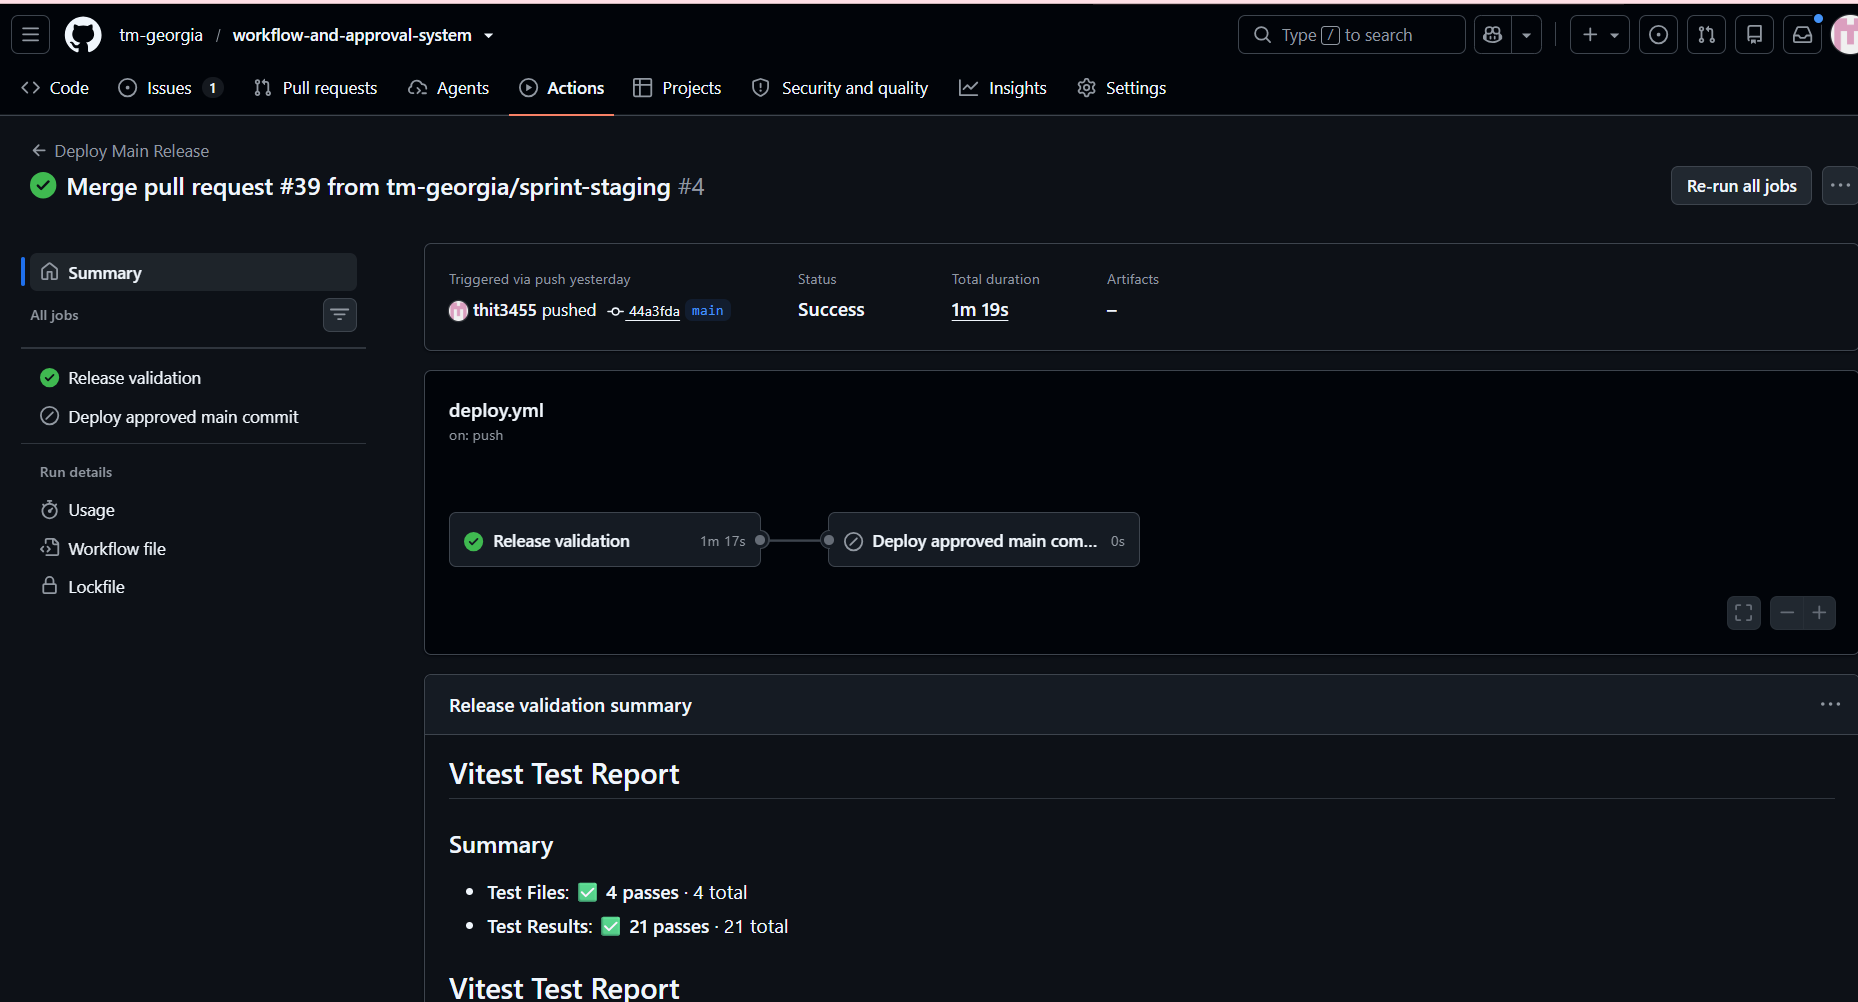 tm-georgia / workflow-and-approval-system
Type / to search
Code
Issues 1
Pull requests
Agents
Actions
Projects
Security and quality
Insights
Settings
Deploy Main Release
Merge pull request #39 from tm-georgia/sprint-staging #4
Re-run all jobs
Summary
All jobs
Release validation
Deploy approved main commit
Run details
Usage
Workflow file
Lockfile
Triggered via push yesterday
thit3455 pushed 44a3fda main
Status
Success
Total duration
1m 19s
Artifacts
–
deploy.yml
on: push
Release validation 1m 17s
Deploy approved main com... 0s
Release validation summary
Vitest Test Report
Summary
• Test Files: ✅ 4 passes · 4 total
• Test Results: ✅ 21 passes · 21 total
Vitest Test Report